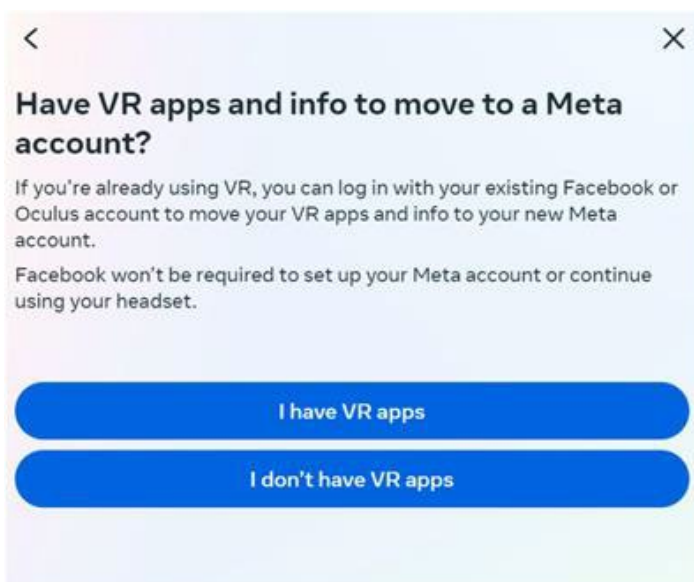 Have VR apps and info to move to a Meta
account?
If you're already using VR, you can log in with your existing Facebook or
Oculus account to move your VR apps and info to your new Meta
account.
Facebook won't be required to set up your Meta account or continue
using your headset.
I have VR apps
I don't have VR apps